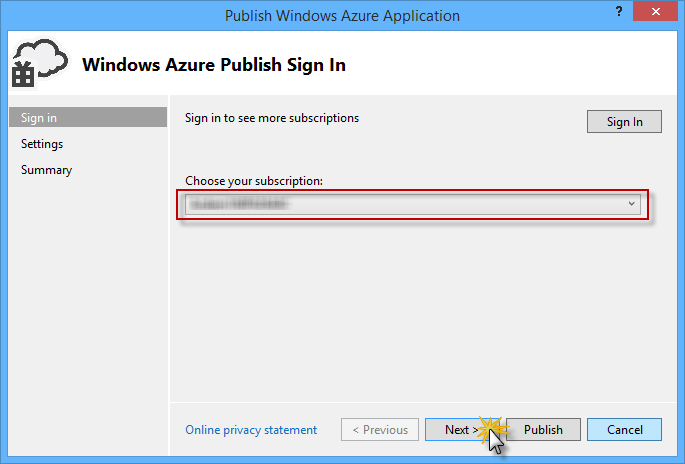 Publish Windows Azure Application
?
Windows Azure Publish Sign In
Sign in
Settings
Summary
Sign in to see more subscriptions
Sign In
Choose your subscription:
Online privacy statement
< Previous
Next >
Publish
Cancel